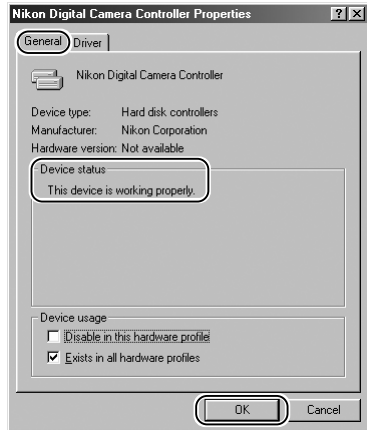 Nikon Digital Camera Controller Properties
General Driver
Nikon Digital Camera Controller
Device type: Hard disk controllers
Manufacturer: Nikon Corporation
Hardware version: Not available
Device status
This device is working properly.
Device usage
Disable in this hardware profile
Exists in all hardware profiles
OK Cancel